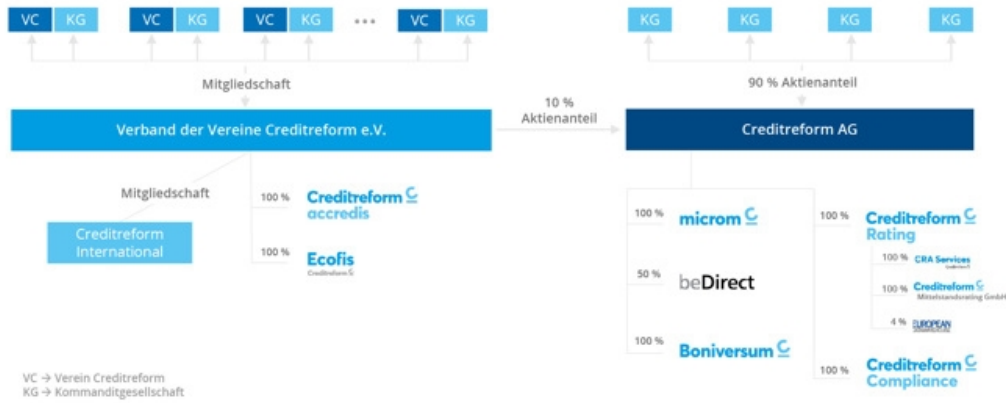 VC KG VC KG VC KG ... VC KG
KG KG KG KG
Mitgliedschaft
90 % Aktienanteil
Verband der Vereine Creditreform e.V.
10 %
Aktienanteil
Creditreform AG
Mitgliedschaft
Creditreform
International
100 %
Creditreform
accredis
100 %
Ecofis
Creditreform
100 %
microm
50 %
beDirect
100 %
Boniversum
100 %
Creditreform
Rating
100 %
CRA Services
100 %
Creditreform
Mittelstandsrating GmbH
4 %
EUROPEAN
100 %
Creditreform
Compliance
VC → Verein Creditreform
KG → Kommanditgesellschaft